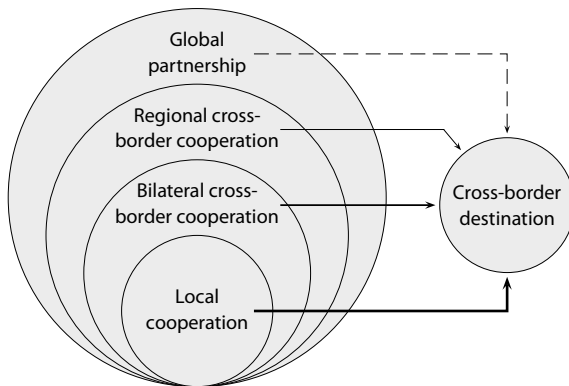 Global
partnership
Regional cross-
border cooperation
Bilateral cross-
border cooperation
Cross-border
destination
Local
cooperation